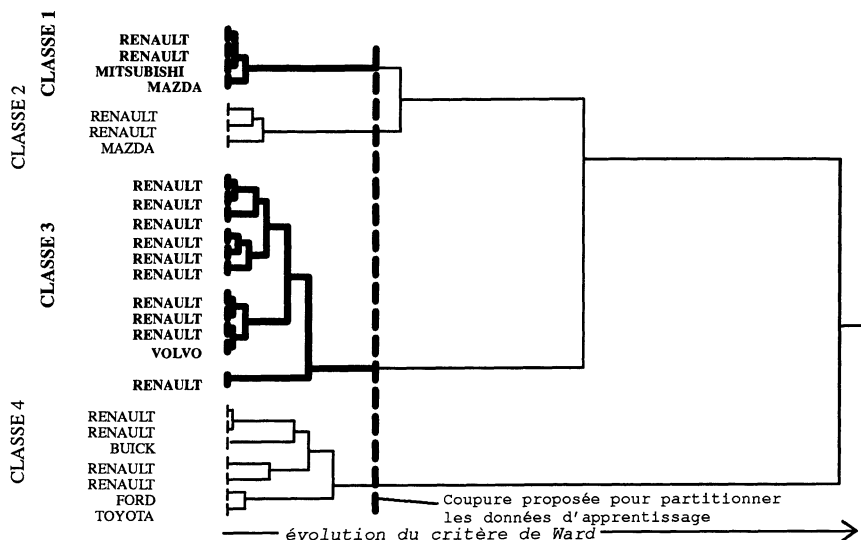 CLASSE 1
RENAULT
RENAULT
MITSUBISHI
MAZDA
CLASSE 2
RENAULT
RENAULT
MAZDA
CLASSE 3
RENAULT
RENAULT
RENAULT
RENAULT
RENAULT
RENAULT
RENAULT
RENAULT
RENAULT
VOLVO
RENAULT
CLASSE 4
RENAULT
RENAULT
BUICK
RENAULT
RENAULT
FORD
TOYOTA
Coupure proposée pour partitionner
les données d'apprentissage
évolution du critère de Ward